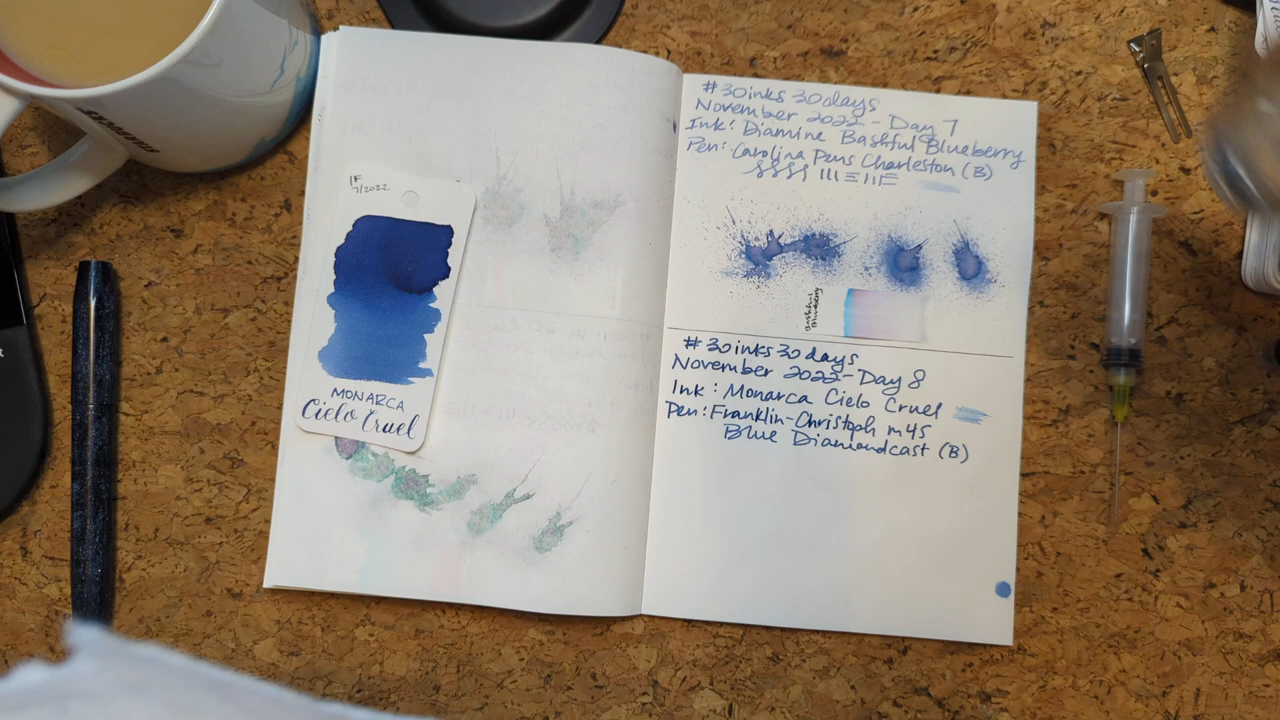 STARBUCKS
IF
7/2022
MONARCA
Cielo Cruel
#30inks30days
November 2022 - Day 7
Ink: Diamine Bashful Blueberry
Pen: Carolina Pens Charleston (B)
Bashful
Blueberry
#30inks30days
November 2022 - Day 8
Ink: Monarca Cielo Cruel
Pen: Franklin-Christoph m45
Blue Diamondcast (B)